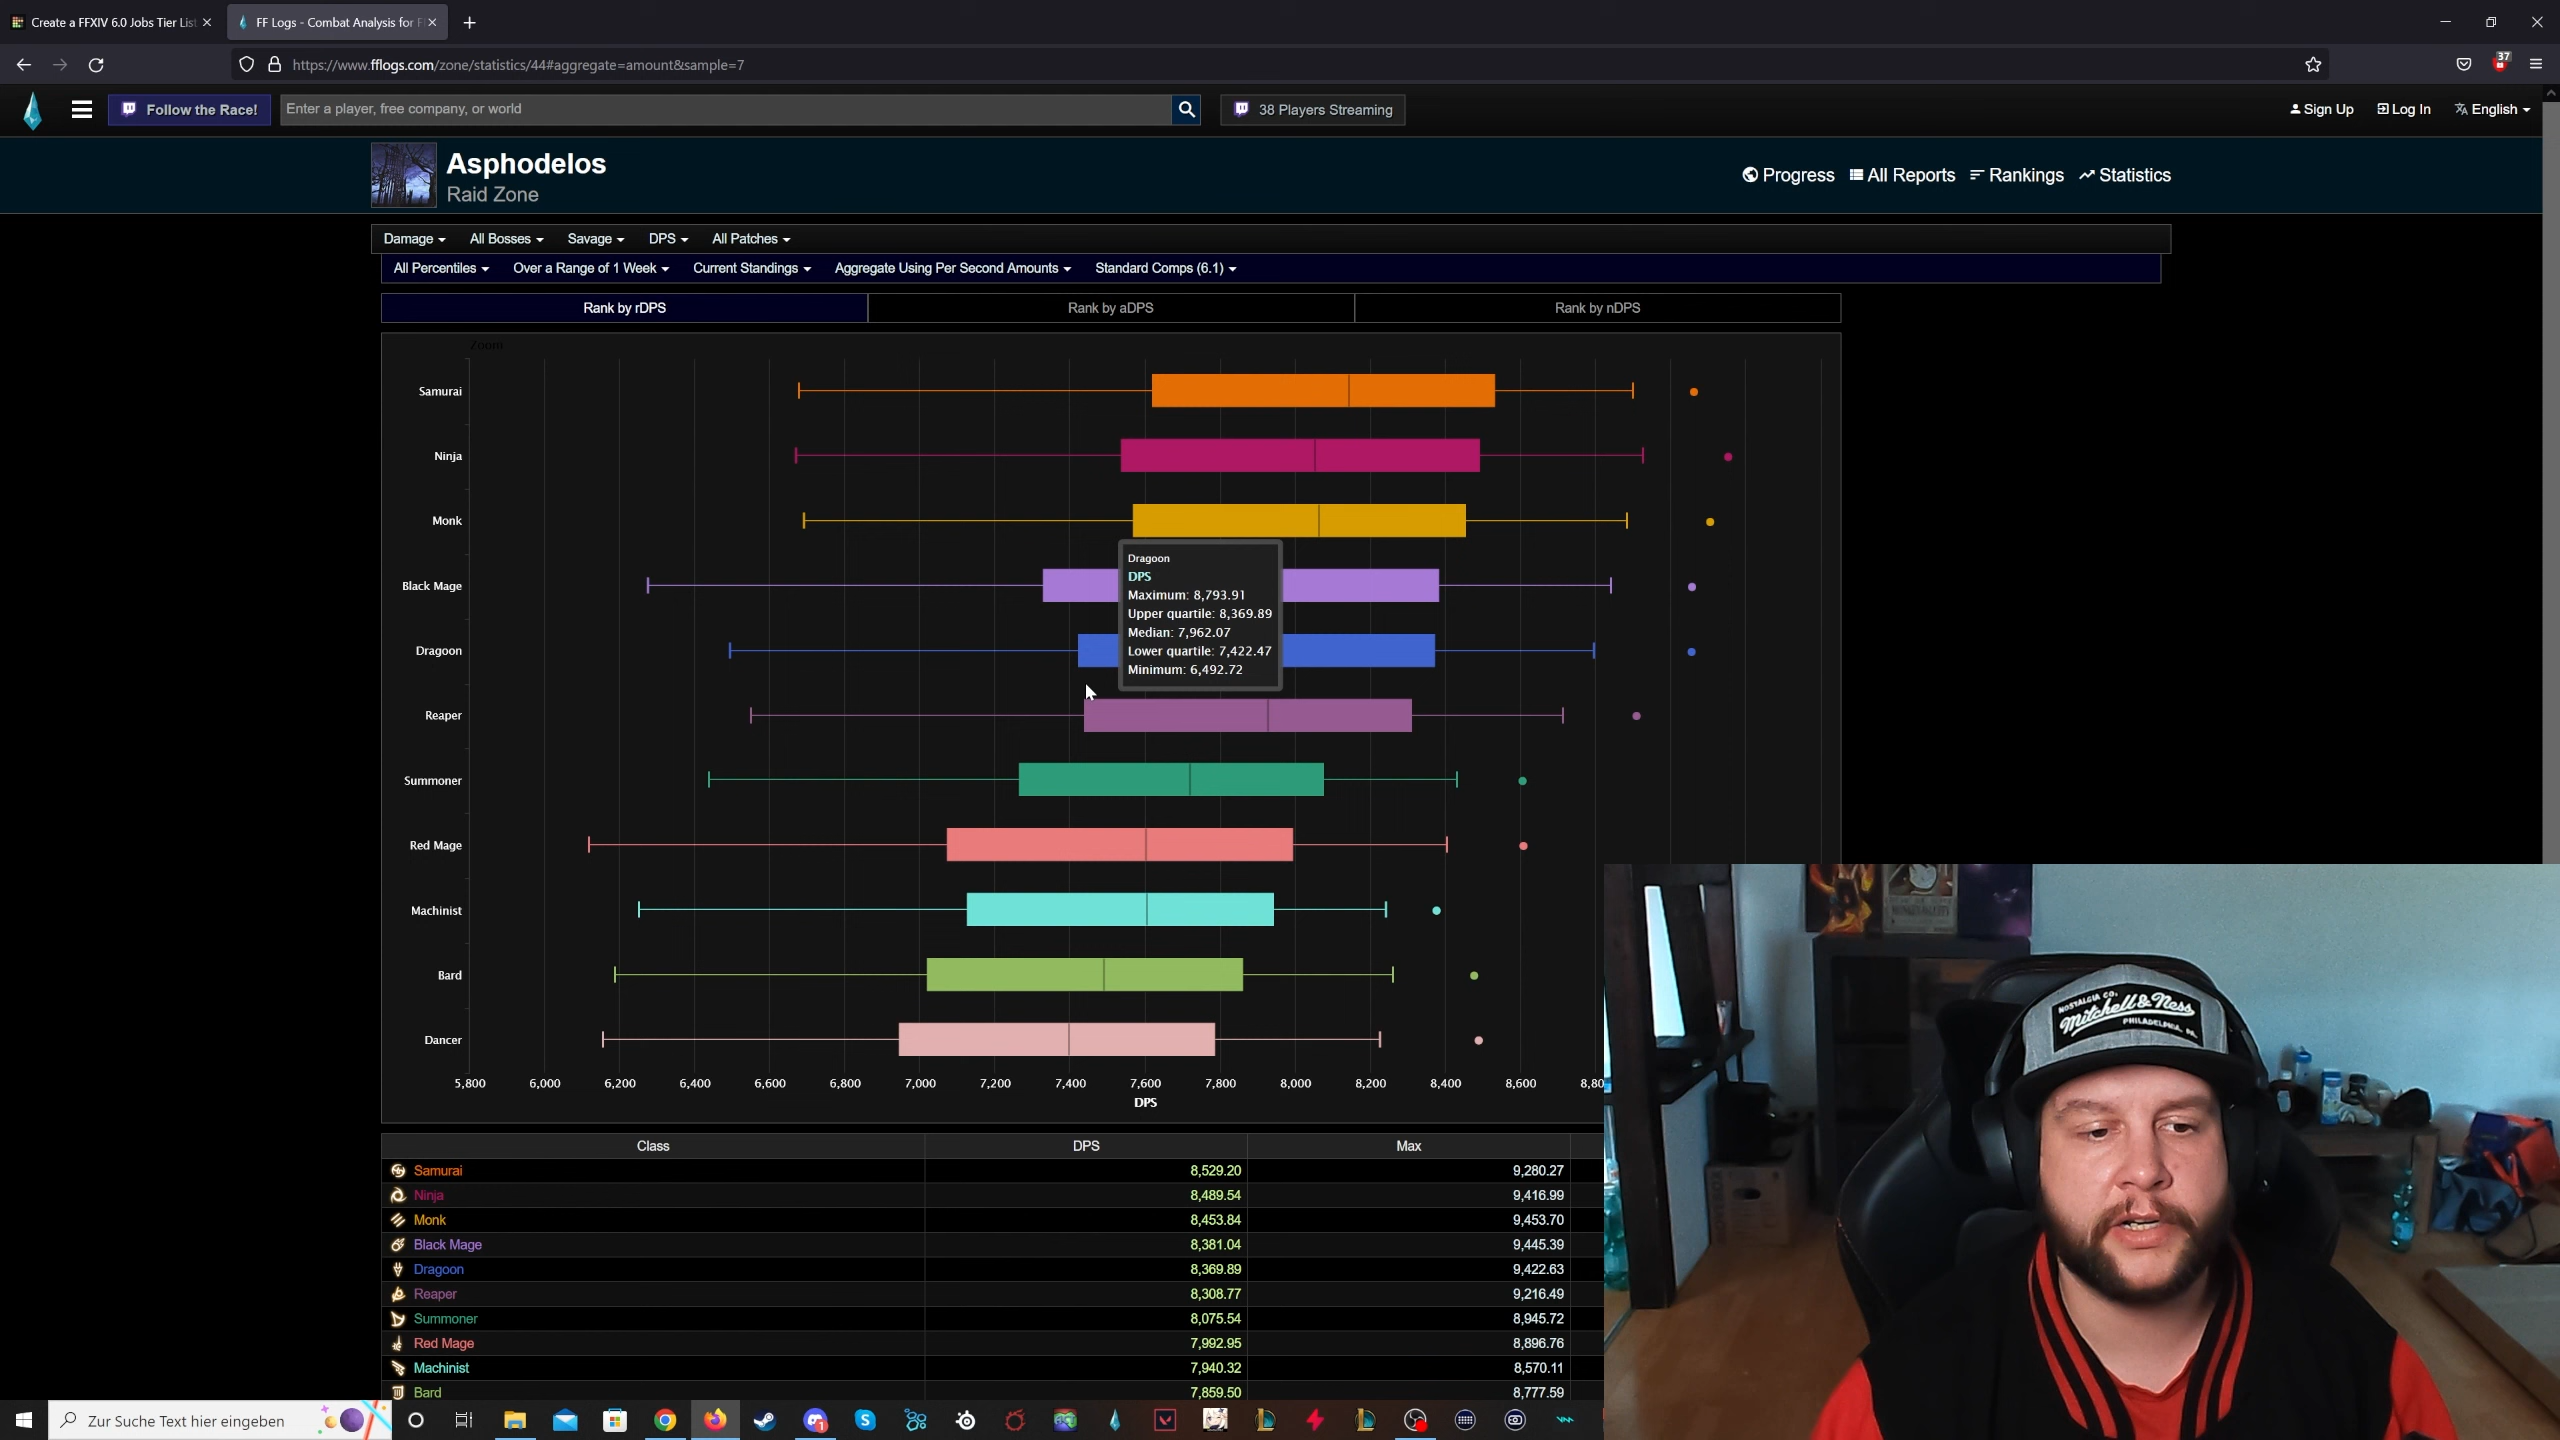 Create a FFXIV 6.0 Jobs Tier List
FF Logs - Combat Analysis for F
https://www.fflogs.com/zone/statistics/44#aggregate=amount&sample=7
37
Follow the Race!
Enter a player, free company, or world
38 Players Streaming
Sign Up
Log In
English
Asphodelos
Raid Zone
Progress
All Reports
Rankings
Statistics
Damage
All Bosses
Savage
DPS
All Patches
All Percentiles
Over a Range of 1 Week
Current Standings
Aggregate Using Per Second Amounts
Standard Comps (6.1)
Rank by rDPS
Rank by aDPS
Rank by nDPS
Zoom
Samurai
Ninja
Monk
Black Mage
Dragoon
Reaper
Summoner
Red Mage
Machinist
Bard
Dancer
Dragoon
DPS
Maximum: 8,793.91
Upper quartile: 8,369.89
Median: 7,962.07
Lower quartile: 7,422.47
Minimum: 6,492.72
5,800 6,000 6,200 6,400 6,600 6,800 7,000 7,200 7,400 7,600 7,800 8,000 8,200 8,400 8,600 8,80
DPS
Class DPS Max
Samurai 8,529.20 9,280.27
Ninja 8,489.54 9,416.99
Monk 8,453.84 9,453.70
Black Mage 8,381.04 9,445.39
Dragoon 8,369.89 9,422.63
Reaper 8,308.77 9,216.49
Summoner 8,075.54 8,945.72
Red Mage 7,992.95 8,896.76
Machinist 7,940.32 8,570.11
Bard 7,859.50 8,777.59
NOSTALGIA CO.
Mitchell & Ness
PHILADELPHIA, PA.
Zur Suche Text hier eingeben